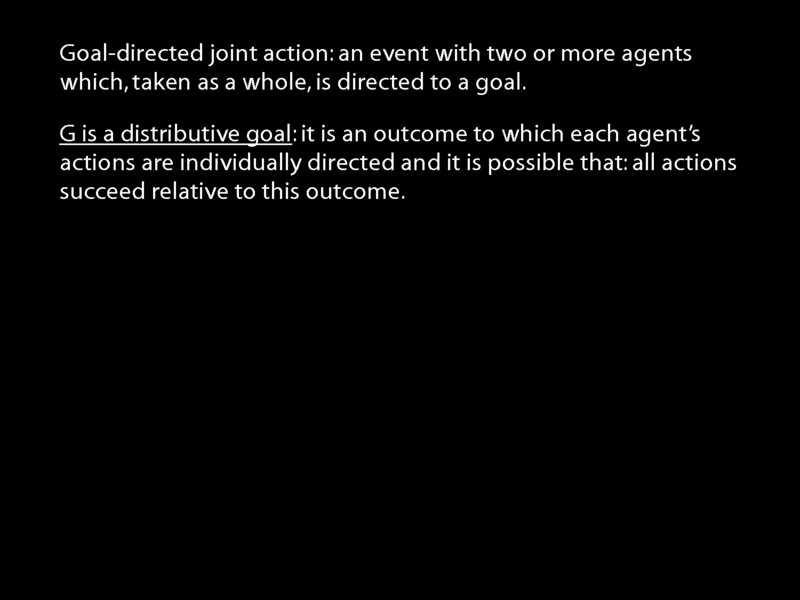 Goal-directed joint action: an event with two or more agents
which, taken as a whole, is directed to a goal.
G is a distributive goal: it is an outcome to which each agent’s
actions are individually directed and it is possible that: all actions
succeed relative to this outcome.